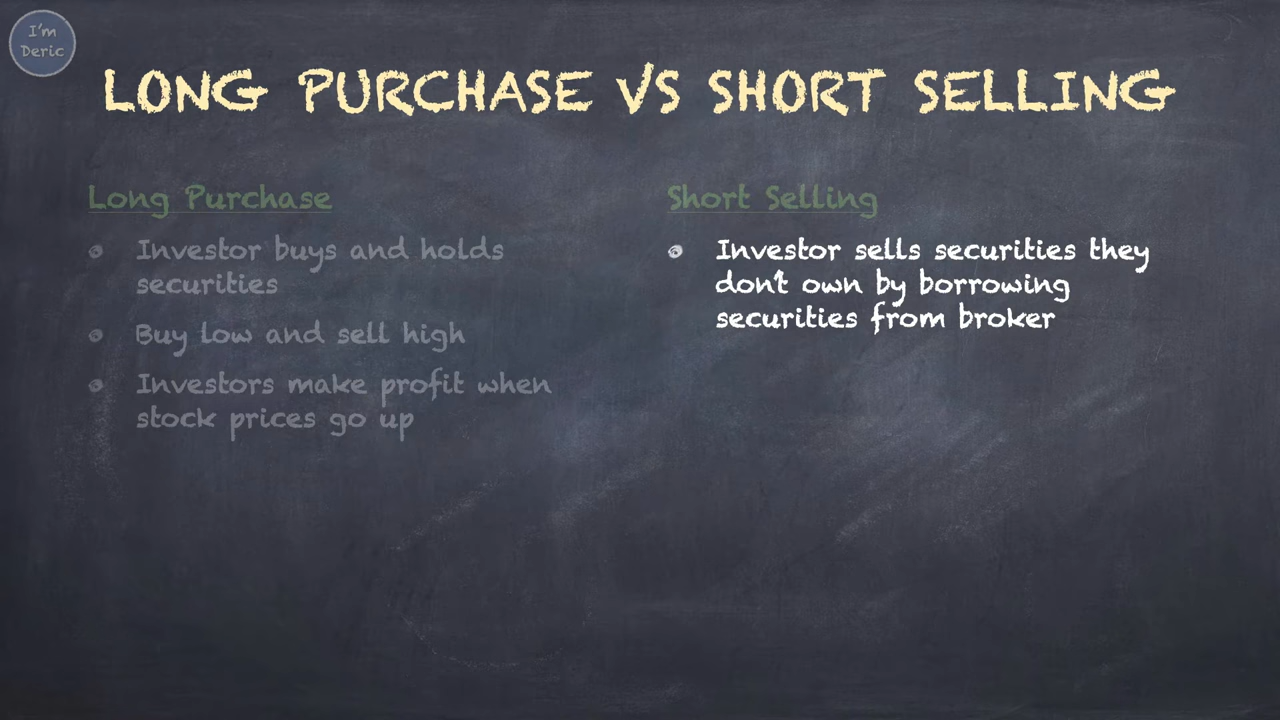 I'm
Deric
LONG PURCHASE VS SHORT SELLING
Long Purchase
Investor buys and holds
securities
Buy low and sell high
Investors make profit when
stock prices go up
Short Selling
Investor sells securities they
don't own by borrowing
securities from broker